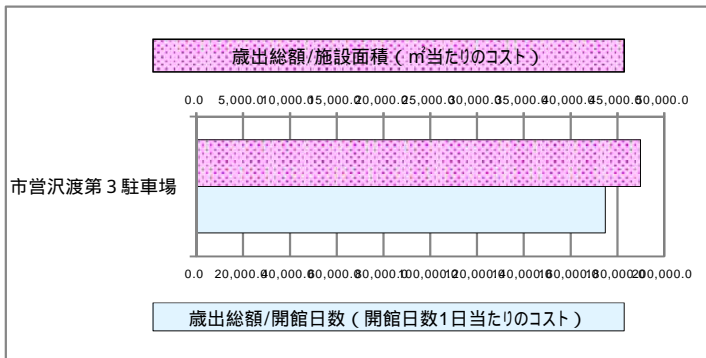 歳出総額/施設面積（㎡当たりのコスト）
0.0 5,000.0 10,000.0 15,000.0 20,000.0 25,000.0 30,000.0 35,000.0 40,000.0 45,000.0 50,000.0
市営沢渡第３駐車場
0.0 20,000.0 40,000.0 60,000.0 80,000.0 100,000.0 120,000.0 140,000.0 160,000.0 180,000.0 200,000.0
歳出総額/開館日数（開館日数1日当たりのコスト）